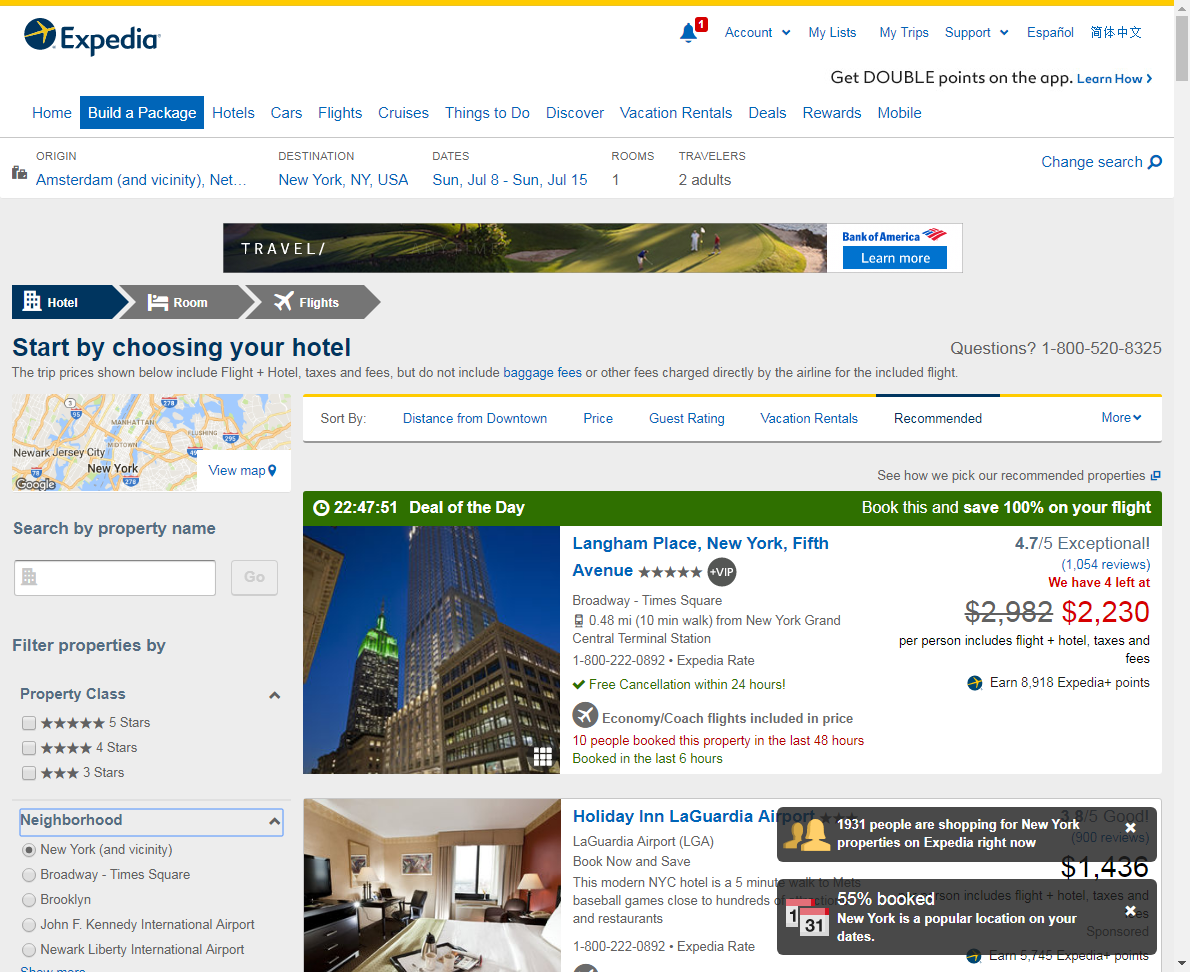 Expedia
1
Account
My Lists
My Trips
Support
Español
简体中文
Get DOUBLE points on the app. Learn How
Home
Build a Package
Hotels
Cars
Flights
Cruises
Things to Do
Discover
Vacation Rentals
Deals
Rewards
Mobile
ORIGIN
Amsterdam (and vicinity), Net...
DESTINATION
New York, NY, USA
DATES
Sun, Jul 8 - Sun, Jul 15
ROOMS
1
TRAVELERS
2 adults
Change search
TRAVEL/
Bank of America
Learn more
Hotel
Room
Flights
Start by choosing your hotel
Questions? 1-800-520-8325
The trip prices shown below include Flight + Hotel, taxes and fees, but do not include baggage fees or other fees charged directly by the airline for the included flight.
3
95
278
MANHATTAN
FLUSHING
MIDTOWN
295
Newark Jersey City
New York
78
278
Google
View map
Sort By:
Distance from Downtown
Price
Guest Rating
Vacation Rentals
Recommended
More
See how we pick our recommended properties
Search by property name
Go
Filter properties by
Property Class
★★★★★ 5 Stars
★★★★ 4 Stars
★★★ 3 Stars
Neighborhood
New York (and vicinity)
Broadway - Times Square
Brooklyn
John F. Kennedy International Airport
Newark Liberty International Airport
Show more
22:47:51 Deal of the Day
Book this and save 100% on your flight
Langham Place, New York, Fifth
Avenue ★★★★★ +VIP
Broadway - Times Square
0.48 mi (10 min walk) from New York Grand
Central Terminal Station
1-800-222-0892 • Expedia Rate
Free Cancellation within 24 hours!
Economy/Coach flights included in price
10 people booked this property in the last 48 hours
Booked in the last 6 hours
4.7/5 Exceptional!
(1,054 reviews)
We have 4 left at
$2,982 $2,230
per person includes flight + hotel, taxes and
fees
Earn 8,918 Expedia+ points
Holiday Inn LaGuardia Airport ★★★
LaGuardia Airport (LGA)
Book Now and Save
This modern NYC hotel is a 5 minute walk to Mets
baseball games close to hundreds of attractions
and restaurants
1-800-222-0892 • Expedia Rate
3.8/5 Good!
(900 reviews)
$1,436
per person includes flight + hotel, taxes and
fees
Sponsored
Earn 5,745 Expedia+ points
1931 people are shopping for New York
properties on Expedia right now
1
31
55% booked
New York is a popular location on your
dates.